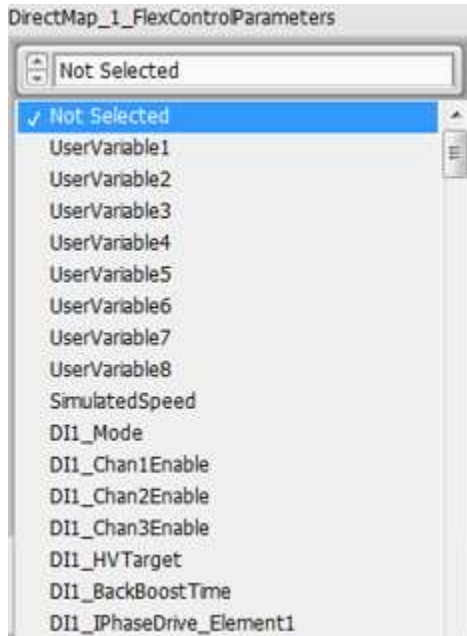 DirectMap_1_FlexControlParameters
Not Selected
✓ Not Selected
UserVariable1
UserVariable2
UserVariable3
UserVariable4
UserVariable5
UserVariable6
UserVariable7
UserVariable8
SimulatedSpeed
DI1_Mode
DI1_Chan1Enable
DI1_Chan2Enable
DI1_Chan3Enable
DI1_HVTarget
DI1_BackBoostTime
DI1_IPhaseDrive_Element1